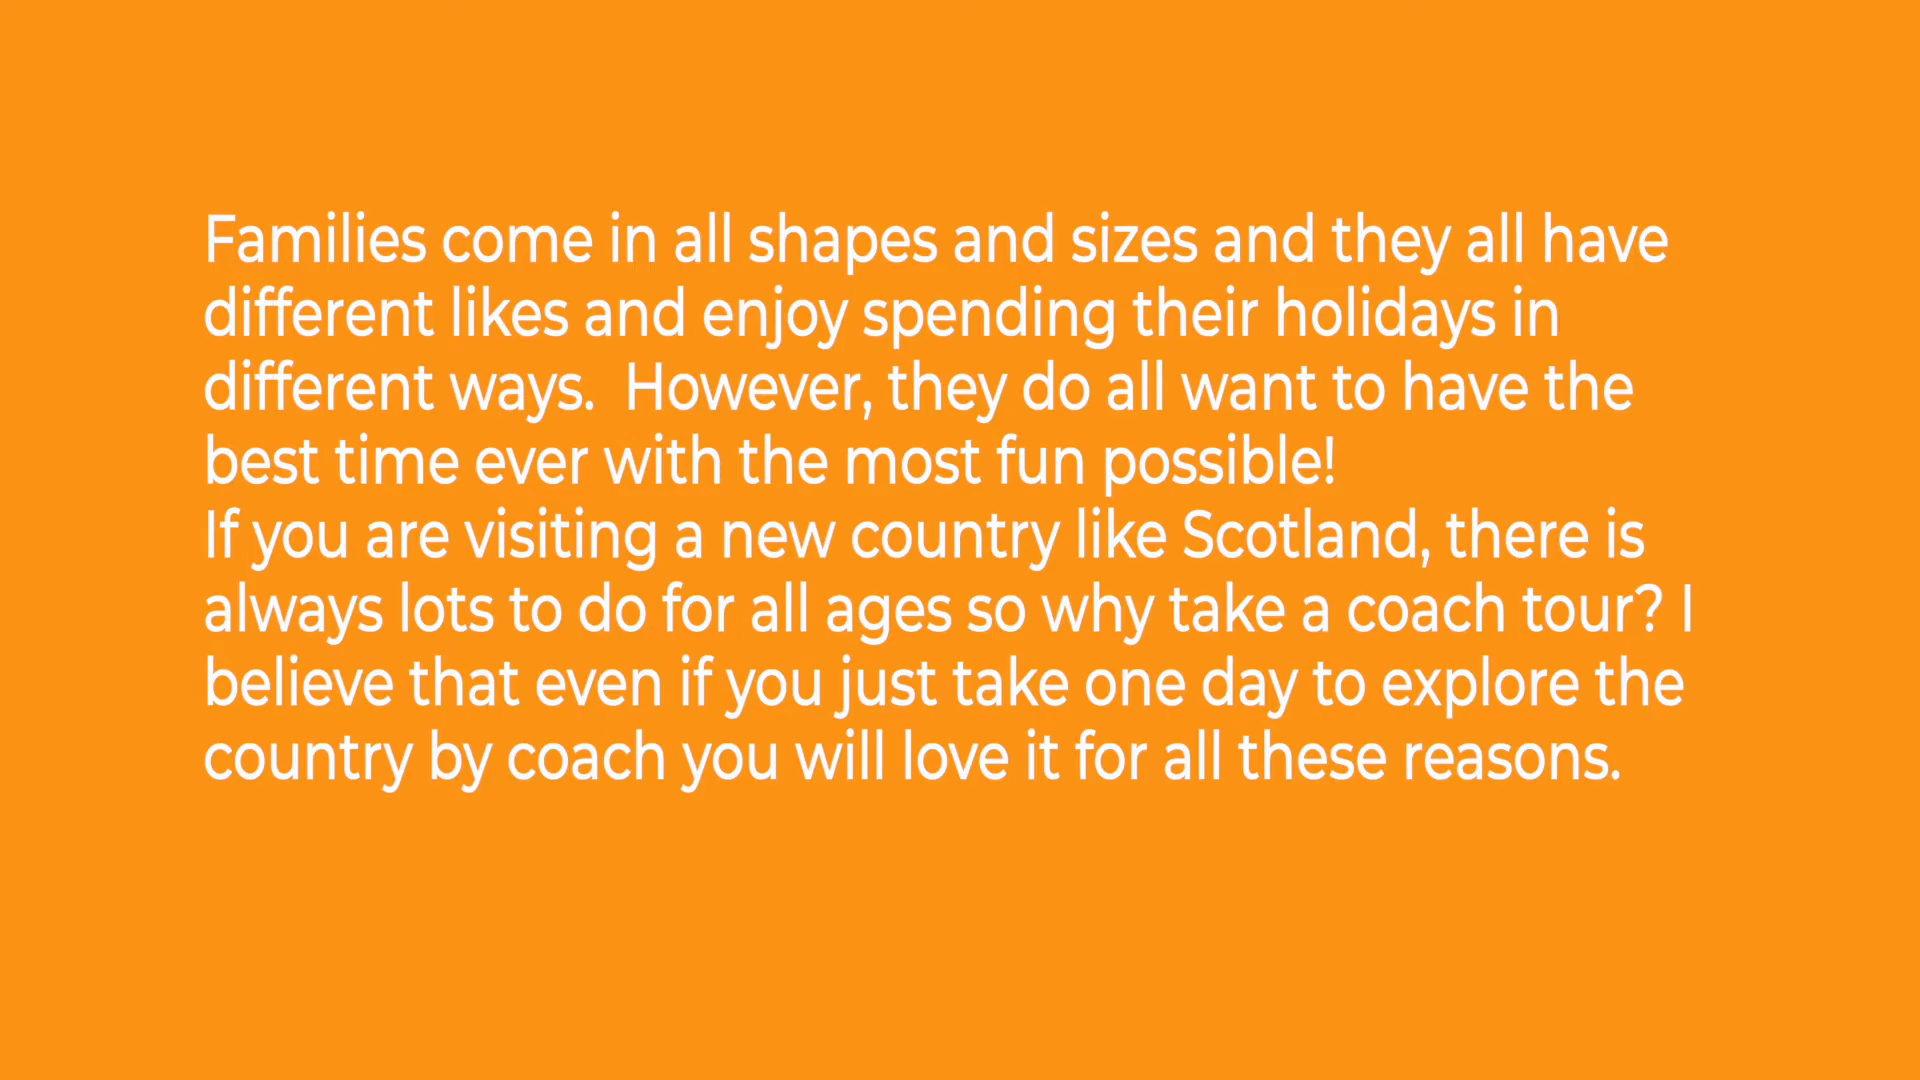 Families come in all shapes and sizes and they all have
different likes and enjoy spending their holidays in
different ways.  However, they do all want to have the
best time ever with the most fun possible!
If you are visiting a new country like Scotland, there is
always lots to do for all ages so why take a coach tour? I
believe that even if you just take one day to explore the
country by coach you will love it for all these reasons.